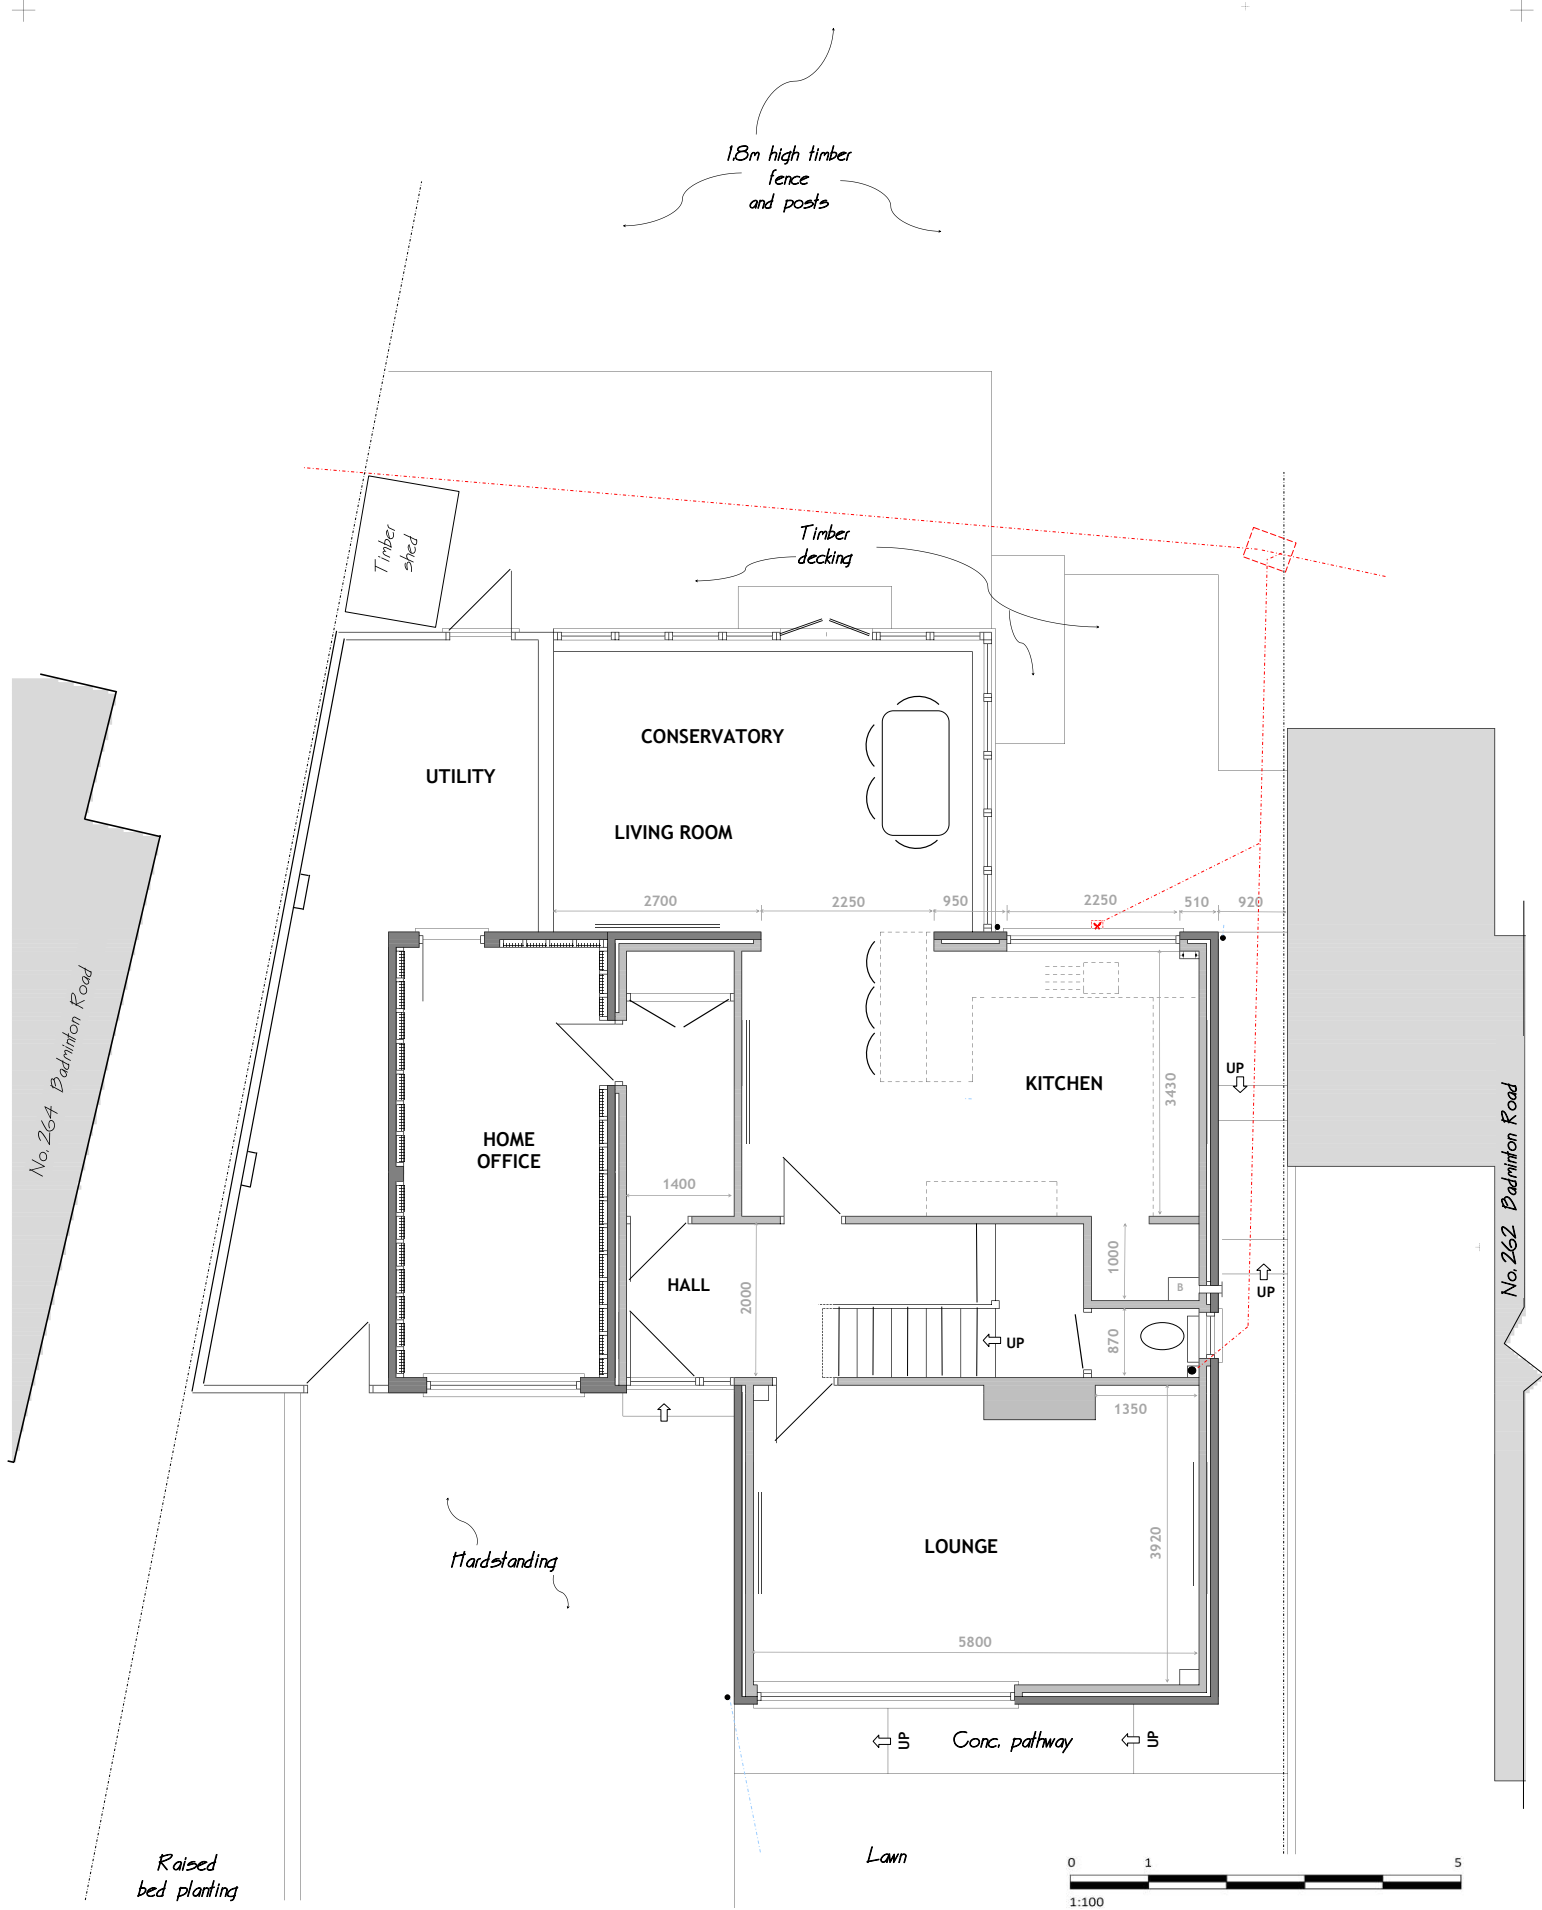 1.8m high timber
fence
and posts
Timber
shed
Timber
decking
CONSERVATORY
UTILITY
LIVING ROOM
2700
2250
950
2250
510
920
No. 264 Badminton Road
KITCHEN
3430
UP
HOME
OFFICE
1400
No. 262 Badminton Road
HALL
2000
1000
B
UP
UP
870
1350
Hardstanding
LOUNGE
3920
5800
UP
Conc. pathway
UP
Lawn
Raised
bed planting
0 1 5
1:100